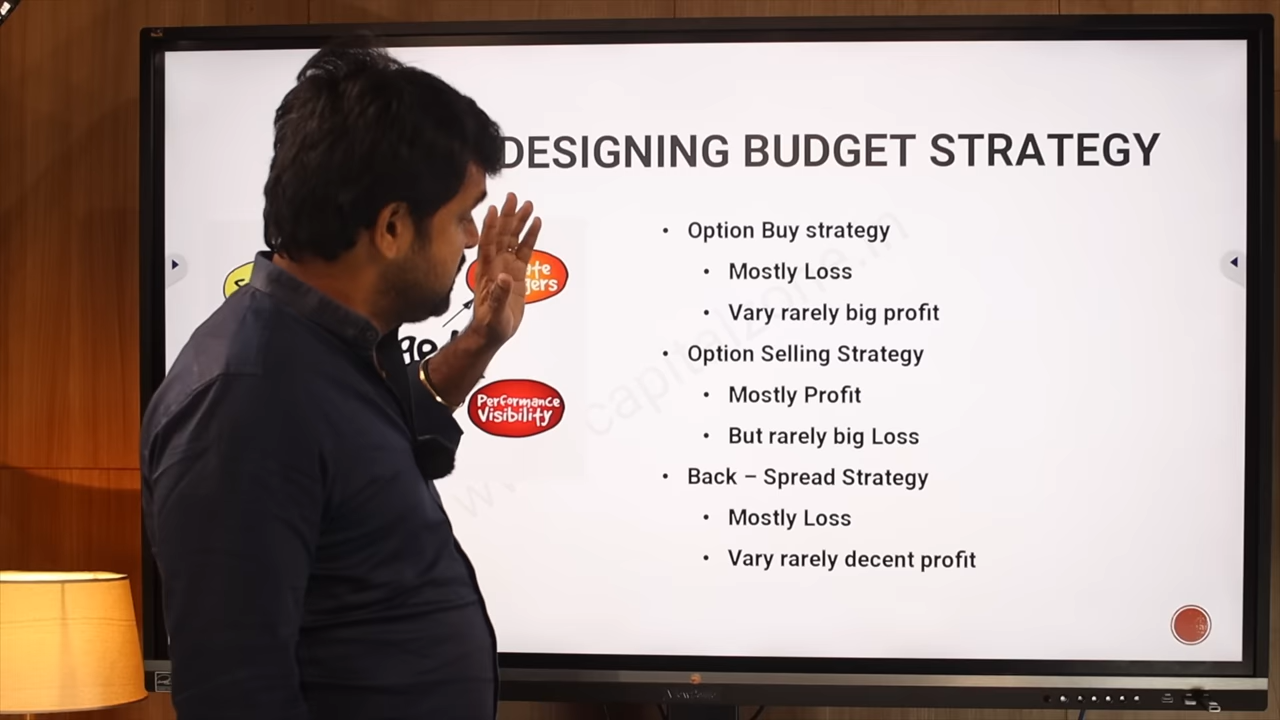 DESIGNING BUDGET STRATEGY
• Option Buy strategy
• Mostly Loss
• Vary rarely big profit
• Option Selling Strategy
• Mostly Profit
• But rarely big Loss
• Back – Spread Strategy
• Mostly Loss
• Vary rarely decent profit
Performance
Visibility
ViewSonic